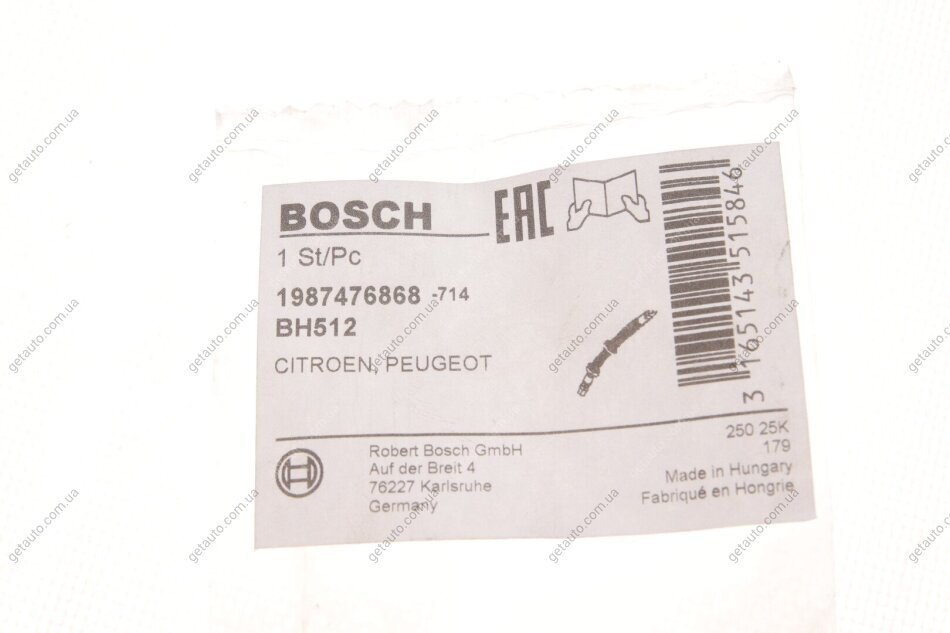 BOSCH
EAC
1 St/Pc
1987476868 -714
BH512
CITROEN, PEUGEOT
3 165143 515846
250 25K
179
Robert Bosch GmbH
Auf der Breit 4
76227 Karlsruhe
Germany
Made in Hungary
Fabriqué en Hongrie
getauto.com.ua